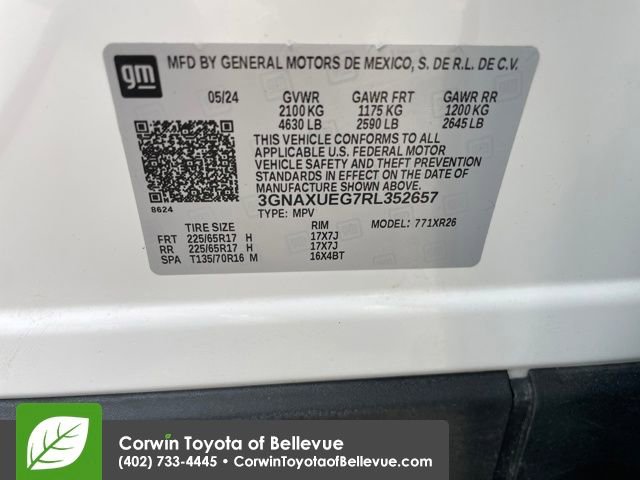 gm
MFD BY GENERAL MOTORS DE MEXICO, S. DE R.L. DE C.V.
05/24 GVWR GAWR FRT GAWR RR
2100 KG 1175 KG 1200 KG
4630 LB 2590 LB 2645 LB
THIS VEHICLE CONFORMS TO ALL
APPLICABLE U.S. FEDERAL MOTOR
VEHICLE SAFETY AND THEFT PREVENTION
STANDARDS IN EFFECT ON THE DATE OF
MANUFACTURE SHOWN ABOVE.
3GNAXUEG7RL352657
8624
TYPE: MPV MODEL: 771XR26
TIRE SIZE RIM
FRT 225/65R17 H 17X7J
RR 225/65R17 H 17X7J
SPA T135/70R16 M 16X4BT
Corwin Toyota of Bellevue
(402) 733-4445 • CorwinToyotaofBellevue.com